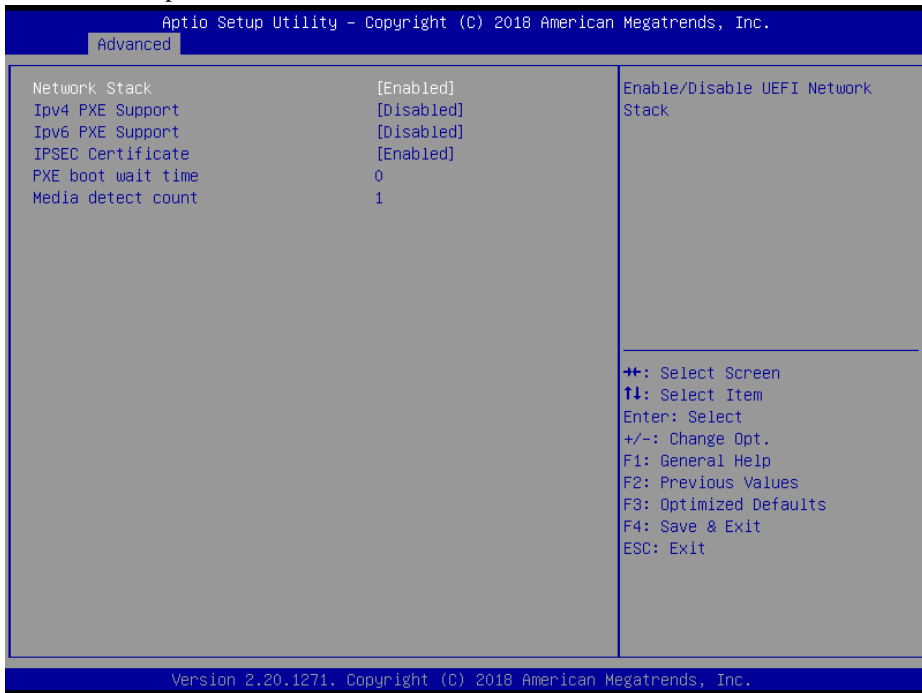 Aptio Setup Utility – Copyright (C) 2018 American Megatrends, Inc.
Advanced
Network Stack [Enabled]
Ipv4 PXE Support [Disabled]
Ipv6 PXE Support [Disabled]
IPSEC Certificate [Enabled]
PXE boot wait time 0
Media detect count 1
Enable/Disable UEFI Network
Stack
→←: Select Screen
↑↓: Select Item
Enter: Select
+/-: Change Opt.
F1: General Help
F2: Previous Values
F3: Optimized Defaults
F4: Save & Exit
ESC: Exit
Version 2.20.1271. Copyright (C) 2018 American Megatrends, Inc.